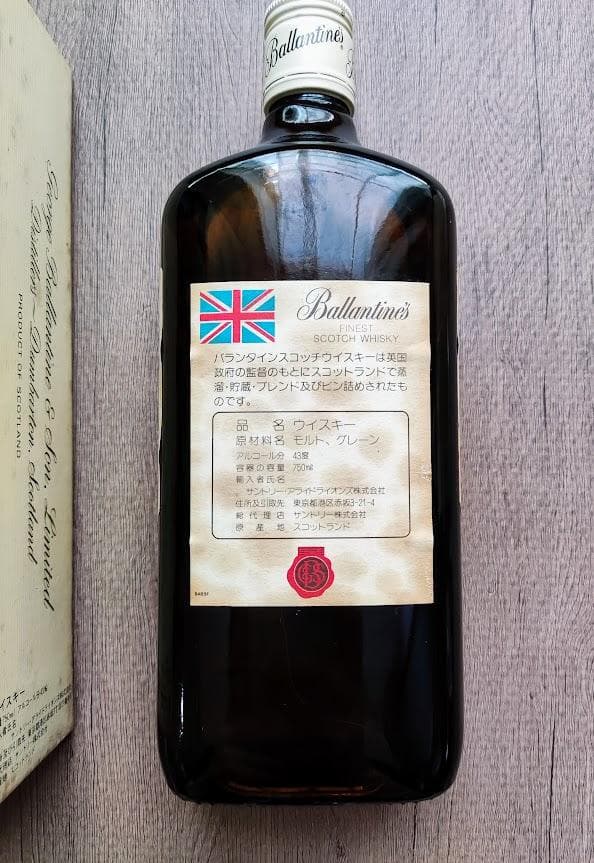 Ballantine's
Ballantine's
FINEST
SCOTCH WHISKY
バランタインスコッチウイスキーは英国
政府の監督のもとにスコットランドで蒸
溜・貯蔵・ブレンド及びビン詰めされたも
のです。
品 名 ウイスキー
原材料名 モルト、グレーン
アルコール分 43度
容器の容量 750ml
輸入者氏名
サントリー・アライドライオンズ株式会社
住所及引取先 東京都港区赤坂3-21-4
総代理店 サントリー株式会社
原産地 スコットランド
George Ballantine & Son, Limited
Distillers – Dumbarton, Scotland
PRODUCT OF SCOTLAND